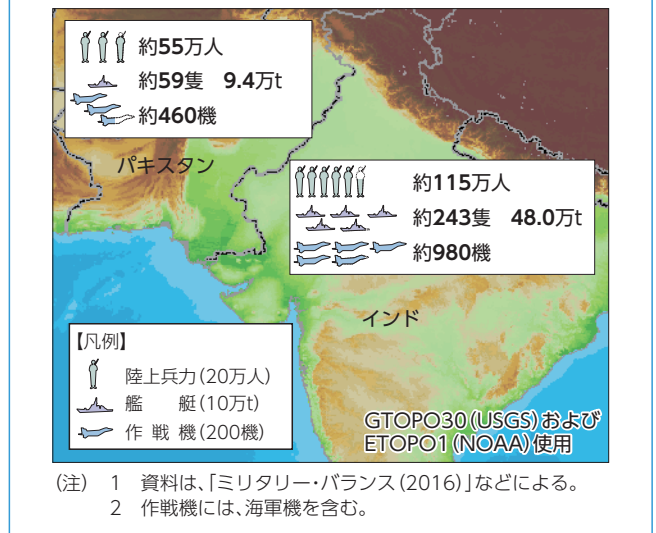 約55万人
約59隻 9.4万t
約460機
パキスタン
約115万人
約243隻 48.0万t
約980機
インド
【凡例】
陸上兵力(20万人)
艦 艇(10万t)
作 戦 機(200機)
GTOPO30(USGS)および
ETOPO1(NOAA)使用
(注) 1 資料は、「ミリタリー・バランス(2016)」などによる。
2 作戦機には、海軍機を含む。